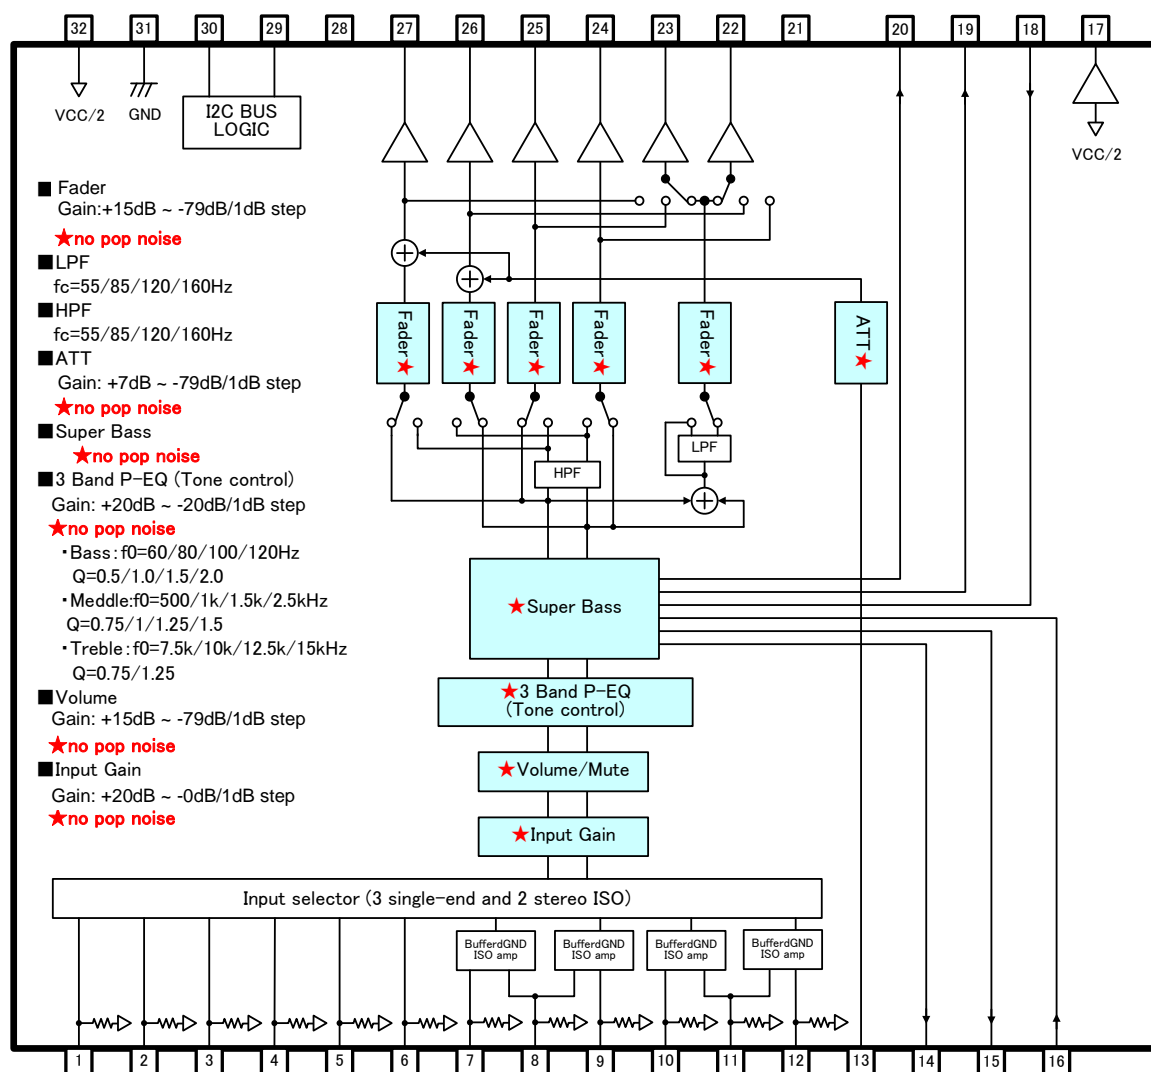 32 31 30 29 28 27 26 25 24 23 22 21 20 19 18 17
VCC/2
GND
I2C BUS
LOGIC
VCC/2
■ Fader
Gain:+15dB ~ -79dB/1dB step
★no pop noise
■LPF
fc=55/85/120/160Hz
■HPF
fc=55/85/120/160Hz
■ATT
Gain: +7dB ~ -79dB/1dB step
★no pop noise
■Super Bass
★no pop noise
■3 Band P-EQ (Tone control)
Gain: +20dB ~ -20dB/1dB step
★no pop noise
・Bass:f0=60/80/100/120Hz
Q=0.5/1.0/1.5/2.0
・Meddle:f0=500/1k/1.5k/2.5kHz
Q=0.75/1/1.25/1.5
・Treble:f0=7.5k/10k/12.5k/15kHz
Q=0.75/1.25
■Volume
Gain: +15dB ~ -79dB/1dB step
★no pop noise
■Input Gain
Gain: +20dB ~ -0dB/1dB step
★no pop noise
Fader★
Fader★
Fader★
Fader★
Fader★
ATT★
LPF
HPF
★Super Bass
★3 Band P-EQ
(Tone control)
★Volume/Mute
★Input Gain
Input selector (3 single-end and 2 stereo ISO)
BufferdGND
ISO amp
BufferdGND
ISO amp
BufferdGND
ISO amp
BufferdGND
ISO amp
1 2 3 4 5 6 7 8 9 10 11 12 13 14 15 16